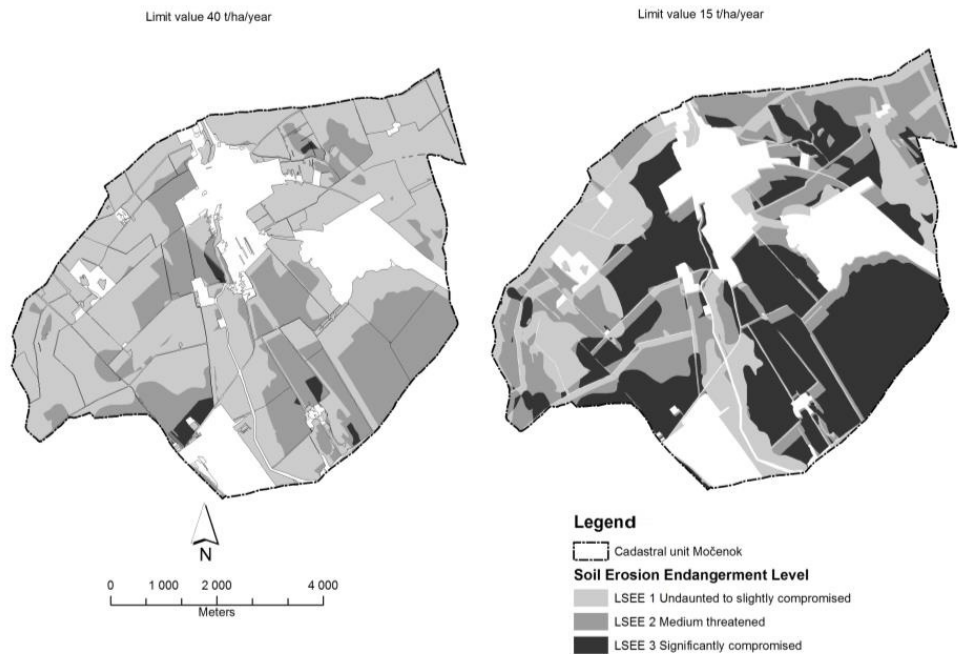 Limit value 40 t/ha/year
Limit value 15 t/ha/year
N
0 1 000 2 000 4 000
Meters
Legend
Cadastral unit Močenok
Soil Erosion Endangerment Level
LSEE 1 Undaunted to slightly compromised
LSEE 2 Medium threatened
LSEE 3 Significantly compromised